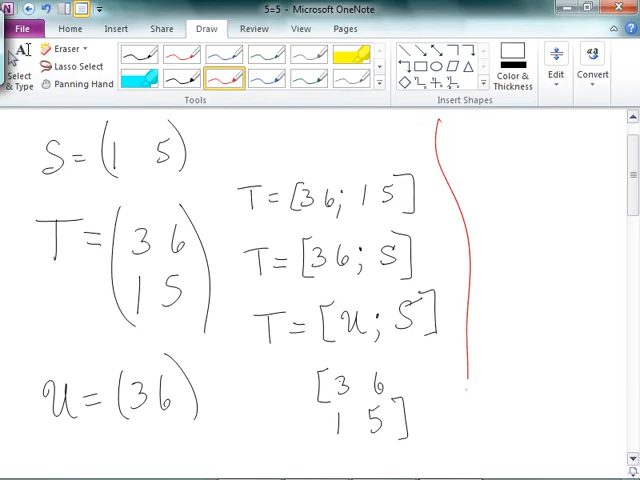 5=5 - Microsoft OneNote
File Home Insert Share Draw Review View Pages
Select & Type
Eraser
Lasso Select
Panning Hand
Color & Thickness
Edit
Convert
Tools
Insert Shapes
S = (1 5)
T = (3 6
1 5)
U = (3 6)
T = [3 6; 1 5]
T = [3 6; S]
T = [U; S]
[3 6
1 5]